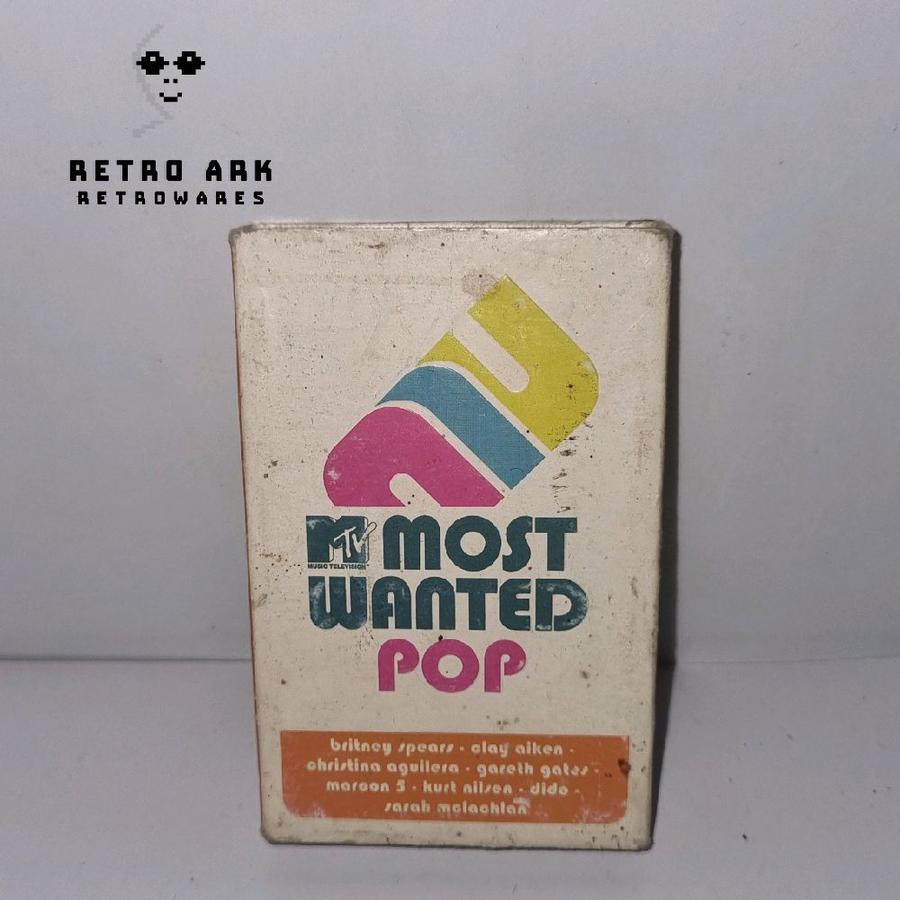 RETRO ARK
RETROWARES
MTV MOST
MUSIC TELEVISION
WANTED
POP
britney spears - clay aiken -
christina aguilera - gareth gates -
maroon 5 - kurt nilsen - dido -
sarah mclachlan